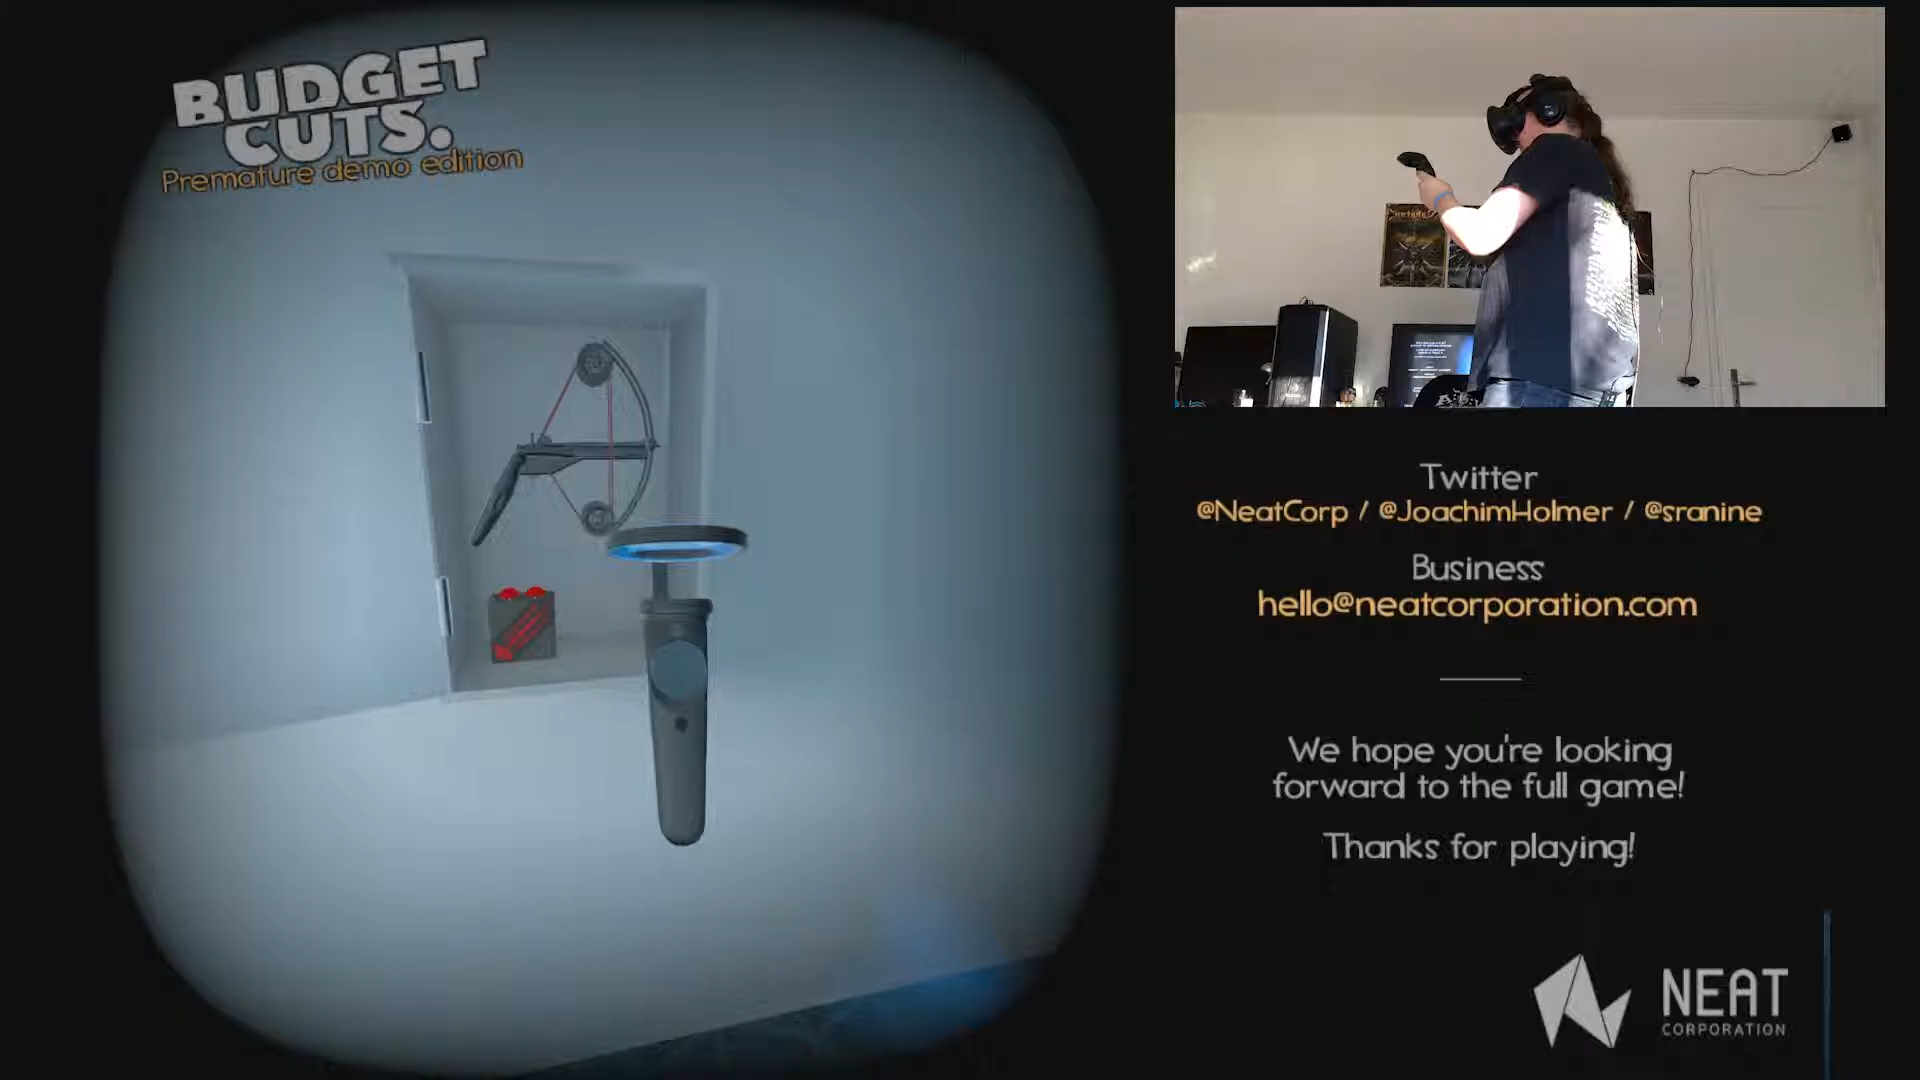 BUDGET
CUTS.
Premature demo edition
Twitter
@NeatCorp / @JoachimHolmer / @sranine
Business
hello@neatcorporation.com
We hope you're looking
forward to the full game!
Thanks for playing!
NEAT
CORPORATION